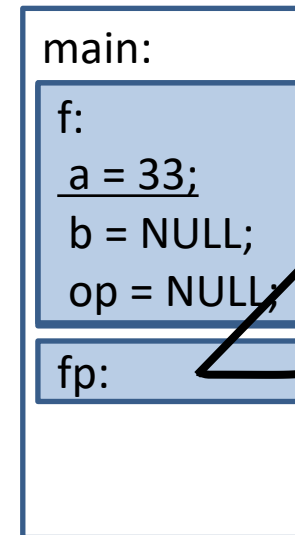 main:
f:
a = 33;
b = NULL;
op = NULL;
fp: